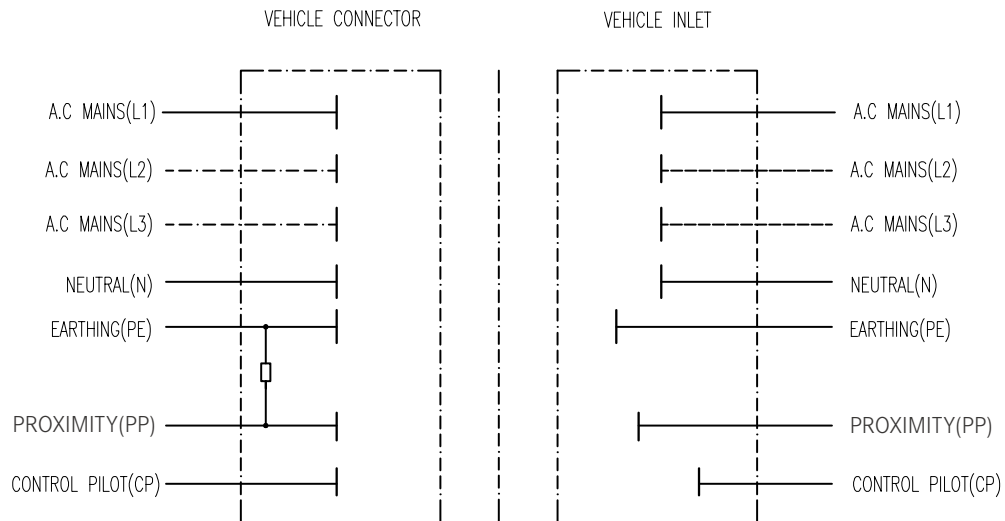 VEHICLE CONNECTOR VEHICLE INLET
A.C MAINS(L1) A.C MAINS(L1)
A.C MAINS(L2) A.C MAINS(L2)
A.C MAINS(L3) A.C MAINS(L3)
NEUTRAL(N) NEUTRAL(N)
EARTHING(PE) EARTHING(PE)
PROXIMITY(PP) PROXIMITY(PP)
CONTROL PILOT(CP) CONTROL PILOT(CP)